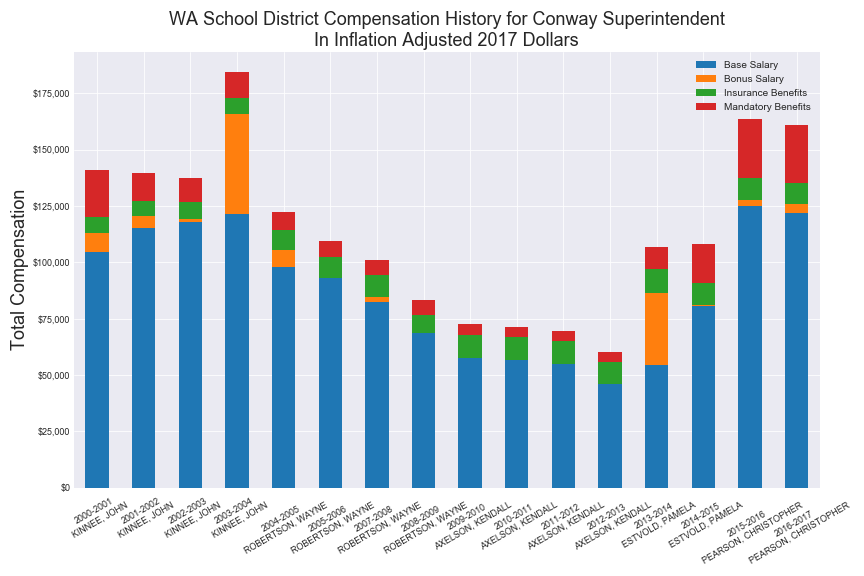 WA School District Compensation History for Conway Superintendent
In Inflation Adjusted 2017 Dollars
Base Salary
Bonus Salary
Insurance Benefits
Mandatory Benefits
Total Compensation
$175,000
$150,000
$125,000
$100,000
$75,000
$50,000
$25,000
$0
2000-2001
KINNEE, JOHN
2001-2002
KINNEE, JOHN
2002-2003
KINNEE, JOHN
2003-2004
KINNEE, JOHN
2004-2005
ROBERTSON, WAYNE
2005-2006
ROBERTSON, WAYNE
2007-2008
ROBERTSON, WAYNE
2008-2009
ROBERTSON, WAYNE
2009-2010
AXELSON, KENDALL
2010-2011
AXELSON, KENDALL
2011-2012
AXELSON, KENDALL
2012-2013
AXELSON, KENDALL
2013-2014
ESTVOLD, PAMELA
2014-2015
ESTVOLD, PAMELA
2015-2016
PEARSON, CHRISTOPHER
2016-2017
PEARSON, CHRISTOPHER